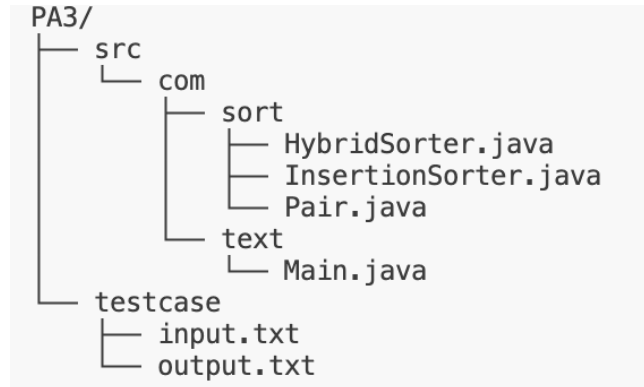 PA3/
├── src
│   └── com
│       ├── sort
│       │   ├── HybridSorter.java
│       │   ├── InsertionSorter.java
│       │   └── Pair.java
│       └── text
│           └── Main.java
└── testcase
    ├── input.txt
    └── output.txt